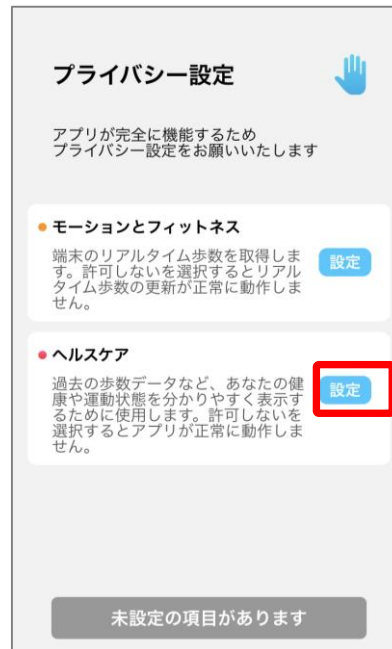 プライバシー設定
アプリが完全に機能するため
プライバシー設定をお願いいたします
モーションとフィットネス
端末のリアルタイム歩数を取得しま
す。許可しないを選択するとリアル
タイム歩数の更新が正常に動作しま
せん。
設定
ヘルスケア
過去の歩数データなど、あなたの健
康や運動状態を分かりやすく表示す
るために使用します。許可しないを
選択するとアプリが正常に動作しま
せん。
設定
未設定の項目があります